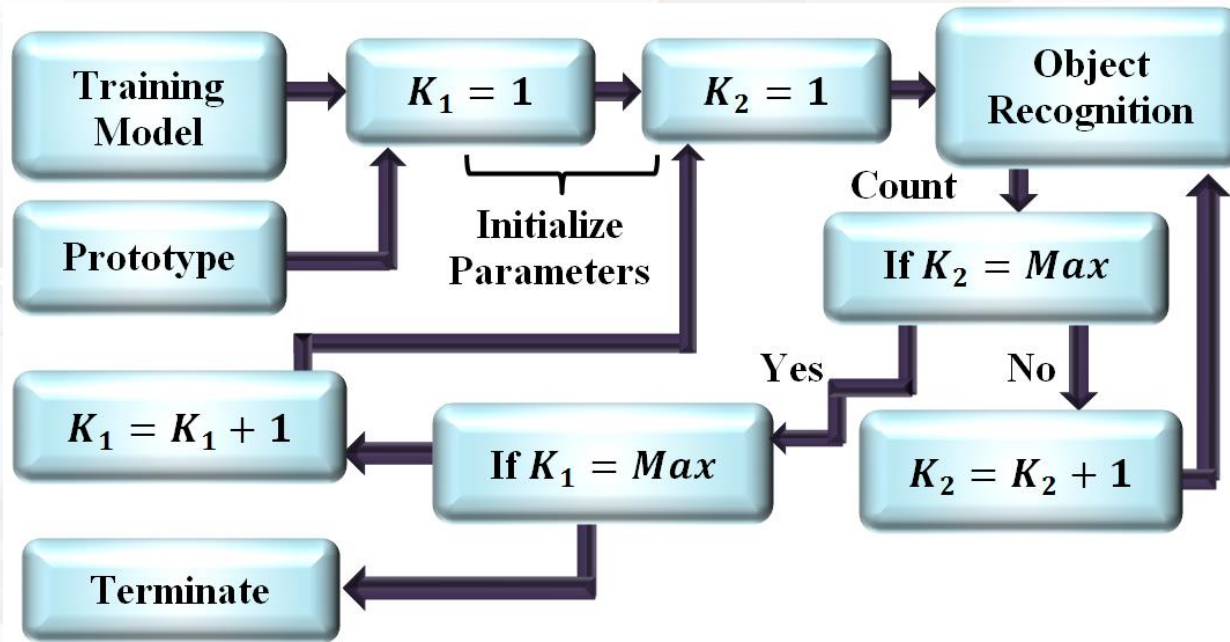 Training
Model
K₁ = 1
K₂ = 1
Object
Recognition
Prototype
Initialize
Parameters
Count
If K₂ = Max
Yes
No
K₁ = K₁ + 1
If K₁ = Max
K₂ = K₂ + 1
Terminate